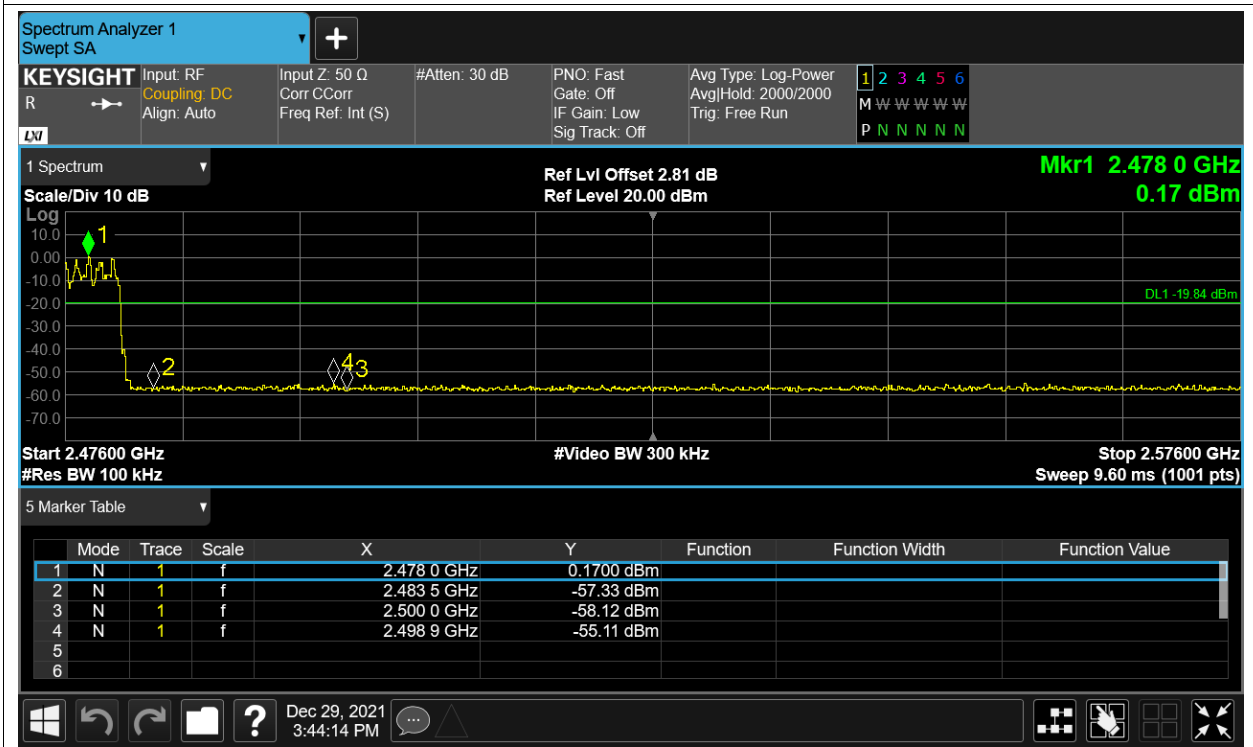 Spectrum Analyzer 1
Swept SA
KEYSIGHT Input: RF Input Z: 50 Ω #Atten: 30 dB PNO: Fast Avg Type: Log-Power 1 2 3 4 5 6
R Coupling: DC Corr CCorr Gate: Off Avg|Hold: 2000/2000 M W W W W W
Align: Auto Freq Ref: Int (S) IF Gain: Low Trig: Free Run
LXI Sig Track: Off P N N N N N
1 Spectrum Ref Lvl Offset 2.81 dB Mkr1 2.478 0 GHz
Scale/Div 10 dB Ref Level 20.00 dBm 0.17 dBm
Log
10.0 1
0.00
-10.0
-20.0 DL1 -19.84 dBm
-30.0
-40.0
-50.0 2 4 3
-60.0
-70.0
Start 2.47600 GHz #Video BW 300 kHz Stop 2.57600 GHz
#Res BW 100 kHz Sweep 9.60 ms (1001 pts)
5 Marker Table
Mode Trace Scale X Y Function Function Width Function Value
1 N 1 f 2.478 0 GHz 0.1700 dBm
2 N 1 f 2.483 5 GHz -57.33 dBm
3 N 1 f 2.500 0 GHz -58.12 dBm
4 N 1 f 2.498 9 GHz -55.11 dBm
5
6
? Dec 29, 2021
3:44:14 PM